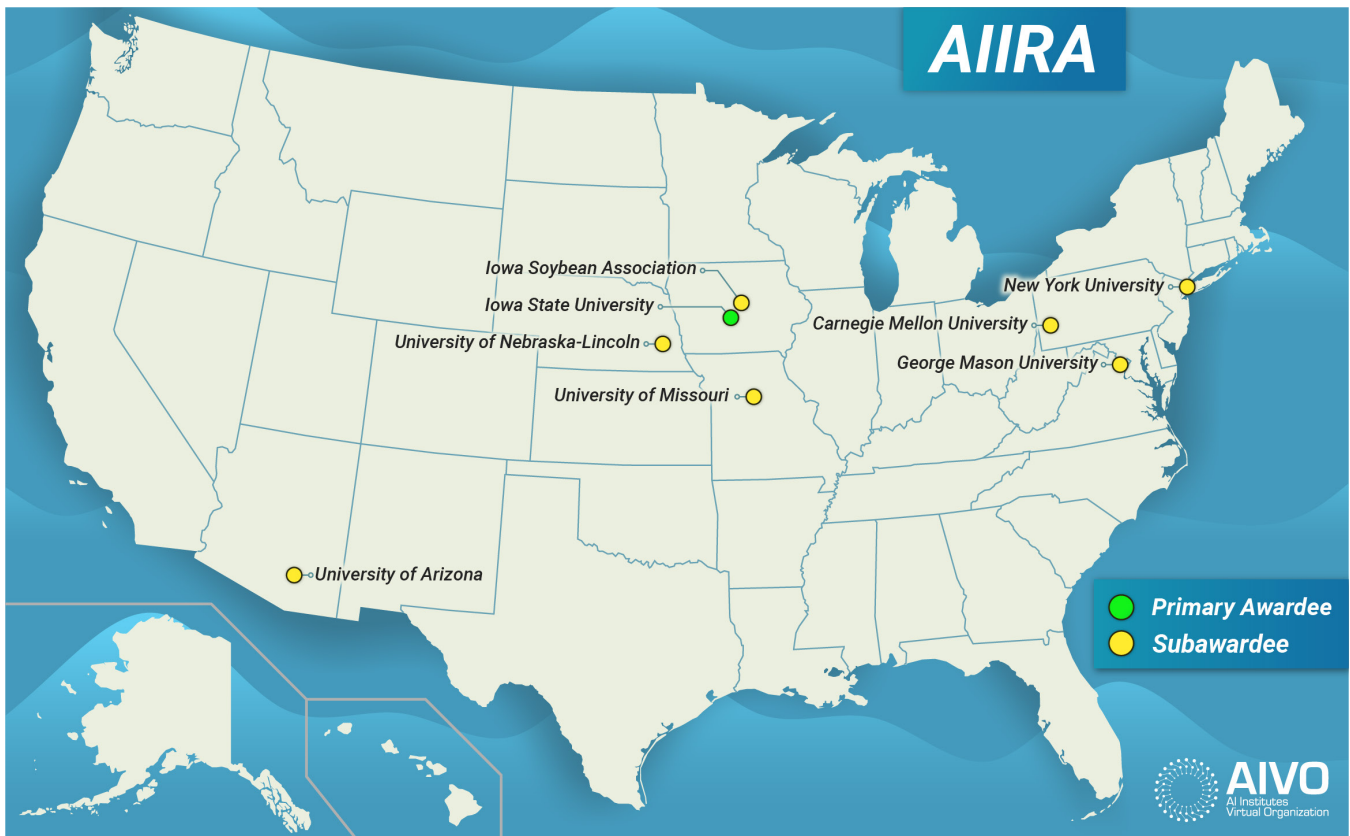 AIIRA
Iowa Soybean Association
New York University
Iowa State University
Carnegie Mellon University
University of Nebraska-Lincoln
George Mason University
University of Missouri
University of Arizona
Primary Awardee
Subawardee
AIVO
AI Institutes
Virtual Organization